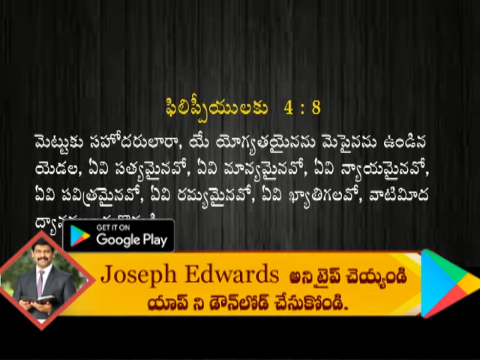 ఫిలిప్పీయులకు 4 : 8
మెట్టుకు సహోదరులారా, యే యోగ్యతయైనను మెప్పైనను ఉండిన
యెడల, ఏవి సత్యమైనవో, ఏవి మాన్యమైనవో, ఏవి న్యాయమైనవో,
ఏవి పవిత్రమైనవో, ఏవి రమ్యమైనవో, ఏవి ఖ్యాతిగలవో, వాటిమీద
GET IT ON
Google Play
Joseph Edwards అని టైప్ చెయ్యండి
యాప్ ని డౌన్‌లోడ్ చేసుకోండి.